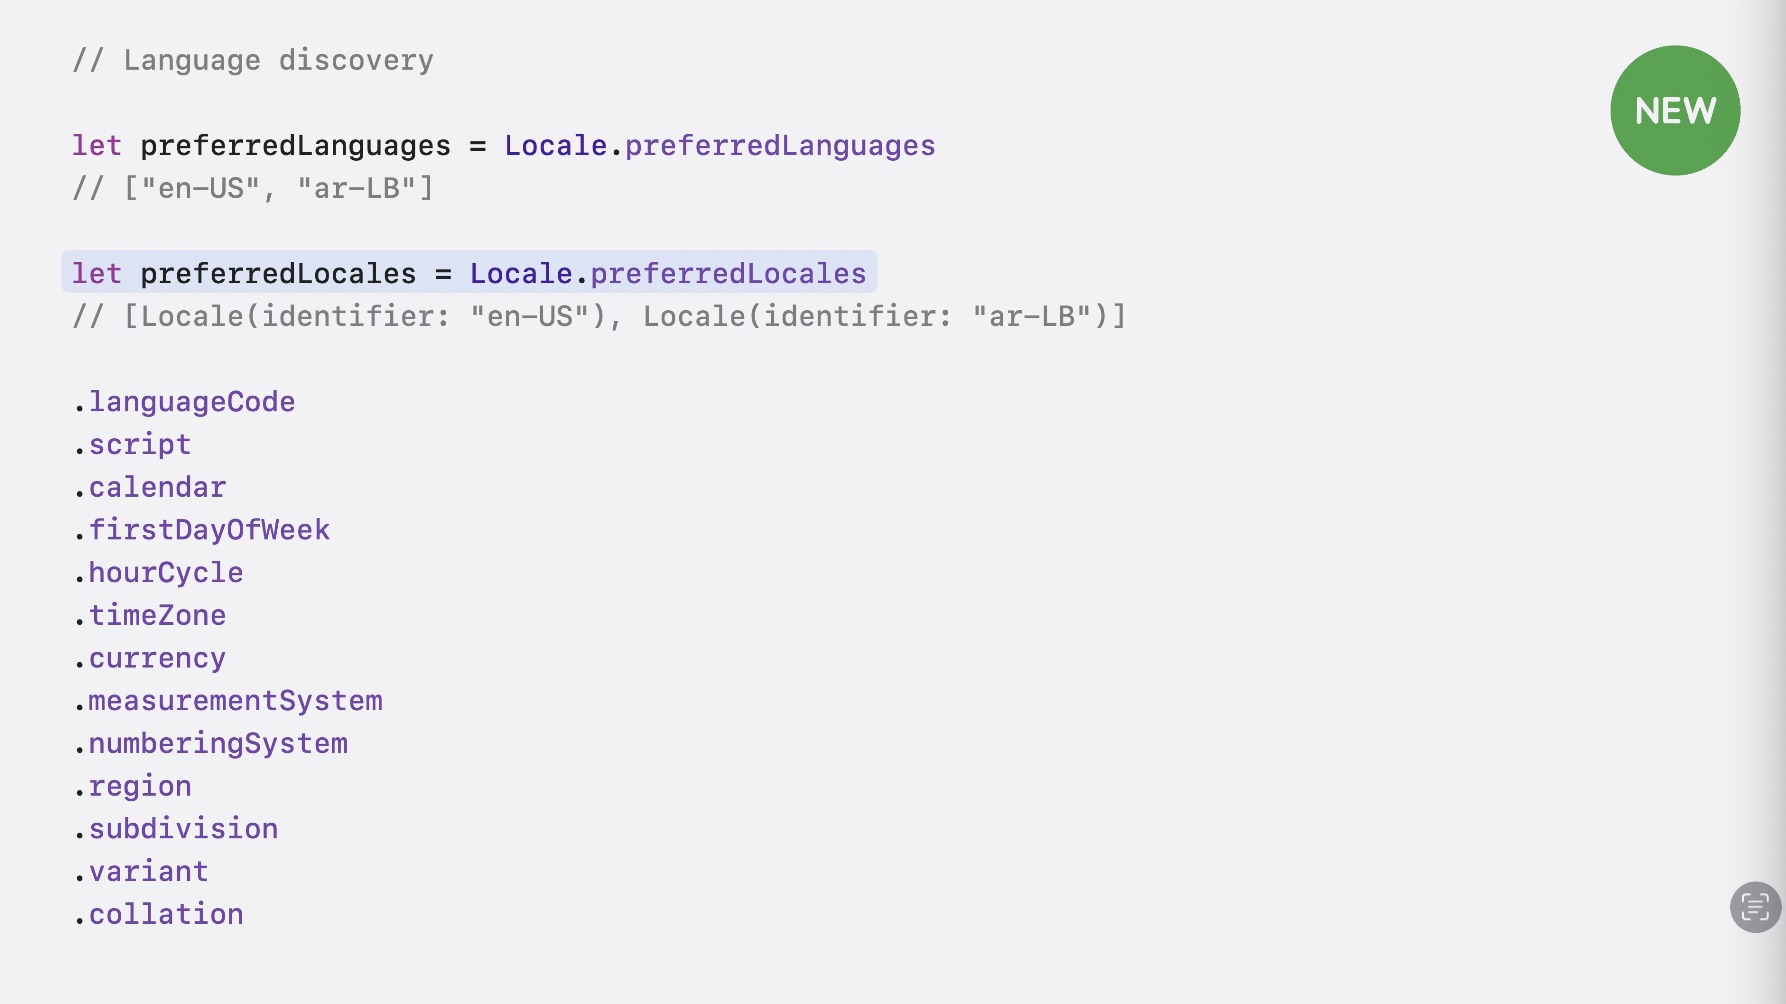 // Language discovery
NEW
let preferredLanguages = Locale.preferredLanguages
// ["en-US", "ar-LB"]
let preferredLocales = Locale.preferredLocales
// [Locale(identifier: "en-US"), Locale(identifier: "ar-LB")]
.languageCode
.script
.calendar
.firstDayOfWeek
.hourCycle
.timeZone
.currency
.measurementSystem
.numberingSystem
.region
.subdivision
.variant
.collation